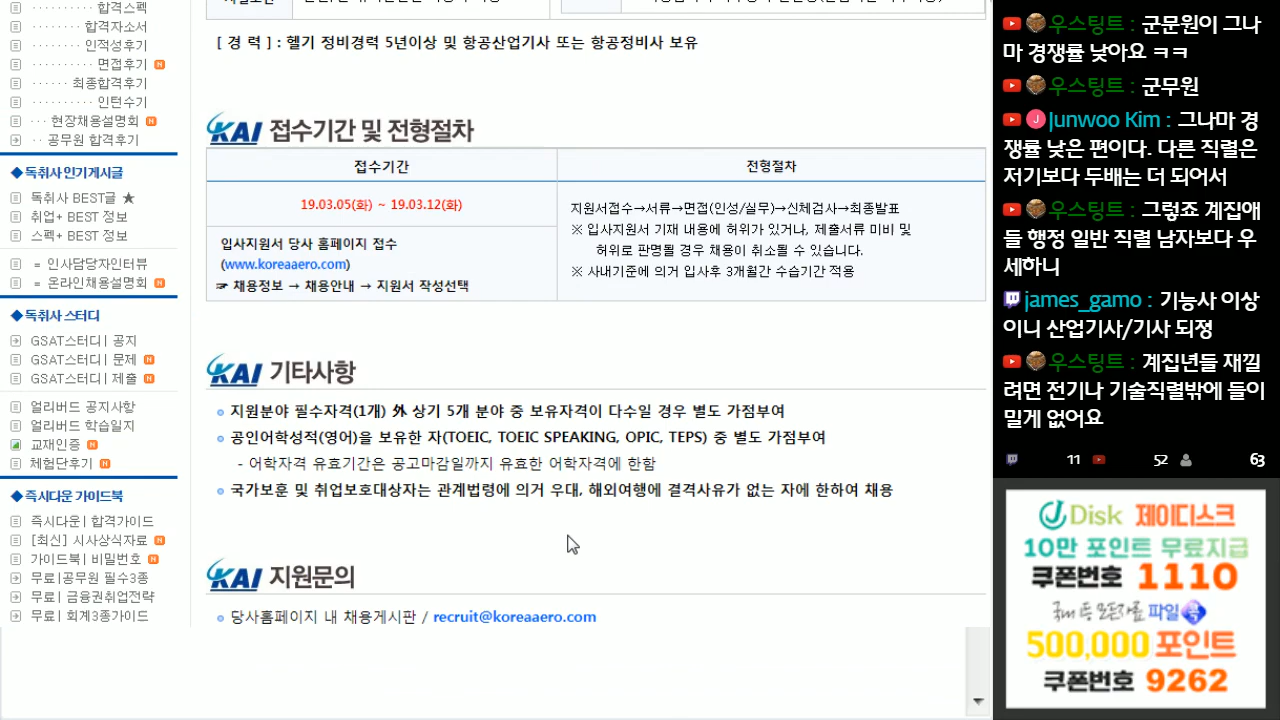 합격스펙
합격자소서
인적성후기
면접후기 N
최종합격후기
인턴수기
현장채용설명회 N
공무원 합격후기
◆독취사 인기게시글
독취사 BEST글 ★
취업+ BEST 정보
스펙+ BEST 정보
= 인사담당자인터뷰
= 온라인채용설명회 N
◆독취사 스터디
GSAT스터디| 공지
GSAT스터디| 문제 N
GSAT스터디| 제출 N
얼리버드 공지사항
얼리버드 학습일지
교재인증 N
체험단후기 N
◆즉시다운 가이드북
즉시다운| 합격가이드
[최신] 시사상식자료 N
가이드북| 비밀번호 N
무료|공무원 필수3종
무료| 금융권취업전략
무료| 회계3종가이드
[ 경 력 ] : 헬기 정비경력 5년이상 및 항공산업기사 또는 항공정비사 보유
KAI 접수기간 및 전형절차
접수기간
전형절차
19.03.05(화) ~ 19.03.12(화)
입사지원서 당사 홈페이지 접수
(www.koreaaero.com)
☞ 채용정보 → 채용안내 → 지원서 작성선택
지원서접수→서류→면접(인성/실무)→신체검사→최종발표
※ 입사지원서 기재 내용에 허위가 있거나, 제출서류 미비 및
허위로 판명될 경우 채용이 취소될 수 있습니다.
※ 사내기준에 의거 입사후 3개월간 수습기간 적용
KAI 기타사항
지원분야 필수자격(1개) 外 상기 5개 분야 중 보유자격이 다수일 경우 별도 가점부여
공인어학성적(영어)을 보유한 자(TOEIC, TOEIC SPEAKING, OPIC, TEPS) 중 별도 가점부여
- 어학자격 유효기간은 공고마감일까지 유효한 어학자격에 한함
국가보훈 및 취업보호대상자는 관계법령에 의거 우대, 해외여행에 결격사유가 없는 자에 한하여 채용
KAI 지원문의
당사홈페이지 내 채용게시판 / recruit@koreaaero.com
우스팅트 : 군문원이 그나
마 경쟁률 낮아요 ㅋㅋ
우스팅트 : 군무원
J Junwoo Kim : 그나마 경
쟁률 낮은 편이다. 다른 직렬은
저기보다 두배는 더 되어서
우스팅트 : 그렇죠 계집애
들 행정 일반 직렬 남자보다 우
세하니
james_gamo : 기능사 이상
이니 산업기사/기사 되졍
우스팅트 : 계집년들 재낄
려면 전기나 기술직렬밖에 들이
밀게 없어요
11 52 63
JDisk 제이디스크
10만 포인트 무료지급
쿠폰번호 1110
국내 등 모든자료 파일 콕
500,000 포인트
쿠폰번호 9262